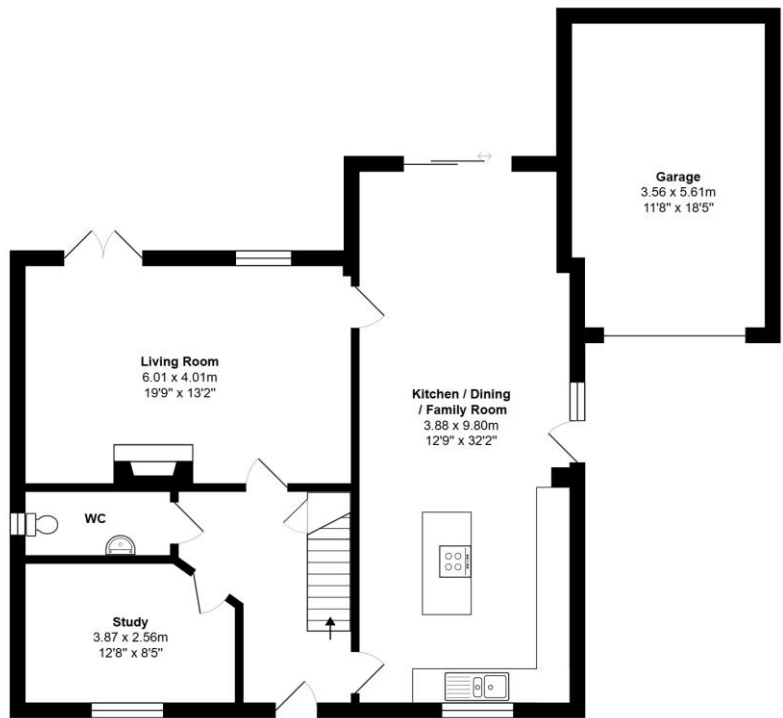 Garage
3.56 x 5.61m
11'8" x 18'5"
Living Room
6.01 x 4.01m
19'9" x 13'2"
Kitchen / Dining
/ Family Room
3.88 x 9.80m
12'9" x 32'2"
WC
Study
3.87 x 2.56m
12'8" x 8'5"